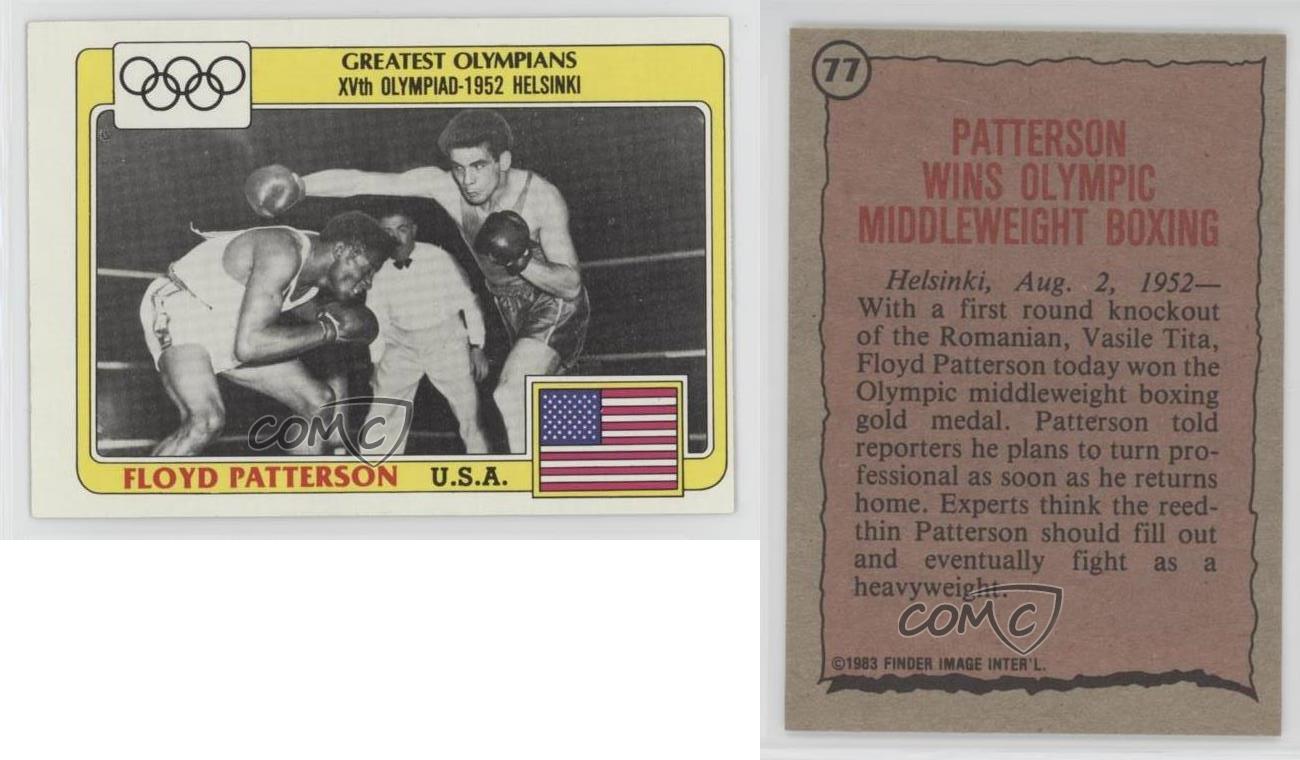 GREATEST OLYMPIANS
XVth OLYMPIAD-1952 HELSINKI
COMC
FLOYD PATTERSON U.S.A.
77
PATTERSON
WINS OLYMPIC
MIDDLEWEIGHT BOXING
Helsinki, Aug. 2, 1952—
With a first round knockout
of the Romanian, Vasile Tita,
Floyd Patterson today won the
Olympic middleweight boxing
gold medal. Patterson told
reporters he plans to turn pro-
fessional as soon as he returns
home. Experts think the reed-
thin Patterson should fill out
and eventually fight as a
heavyweight.
COMC
©1983 FINDER IMAGE INTER'L.